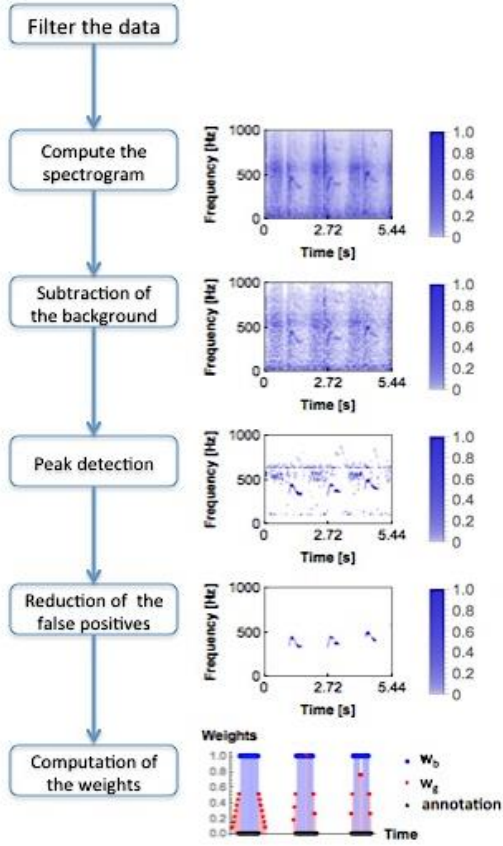 Filter the data
Compute the
spectrogram
Frequency [Hz]
1000
500
0
0
2.72
5.44
Time [s]
1.0
0.8
0.6
0.4
0.2
0
Subtraction of
the background
Frequency [Hz]
1000
500
0
0
2.72
5.44
Time [s]
1.0
0.8
0.6
0.4
0.2
0
Peak detection
Frequency [Hz]
1000
500
0
0
2.72
5.44
Time [s]
1.0
0.8
0.6
0.4
0.2
0
Reduction of the
false positives
Frequency [Hz]
1000
500
0
0
2.72
5.44
Time [s]
1.0
0.8
0.6
0.4
0.2
0
Computation of
the weights
Weights
1.0
0.8
0.6
0.4
0.2
0.0
Time
w_b
w_g
annotation